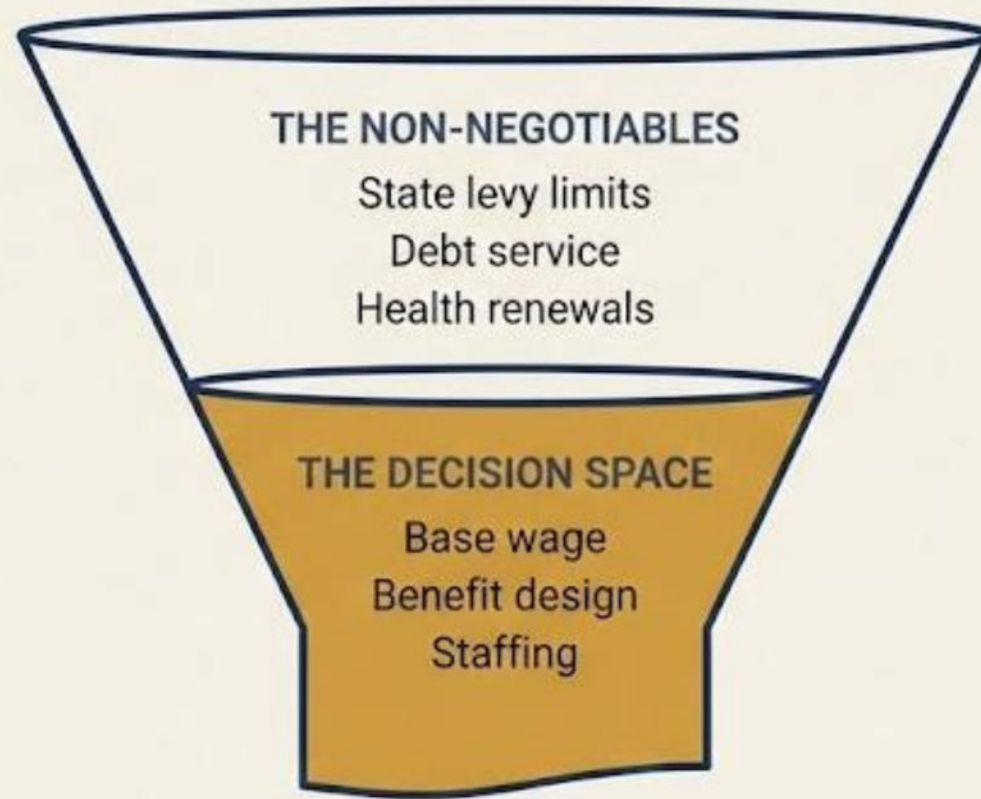 THE NON-NEGOTIABLES
State levy limits
Debt service
Health renewals
THE DECISION SPACE
Base wage
Benefit design
Staffing